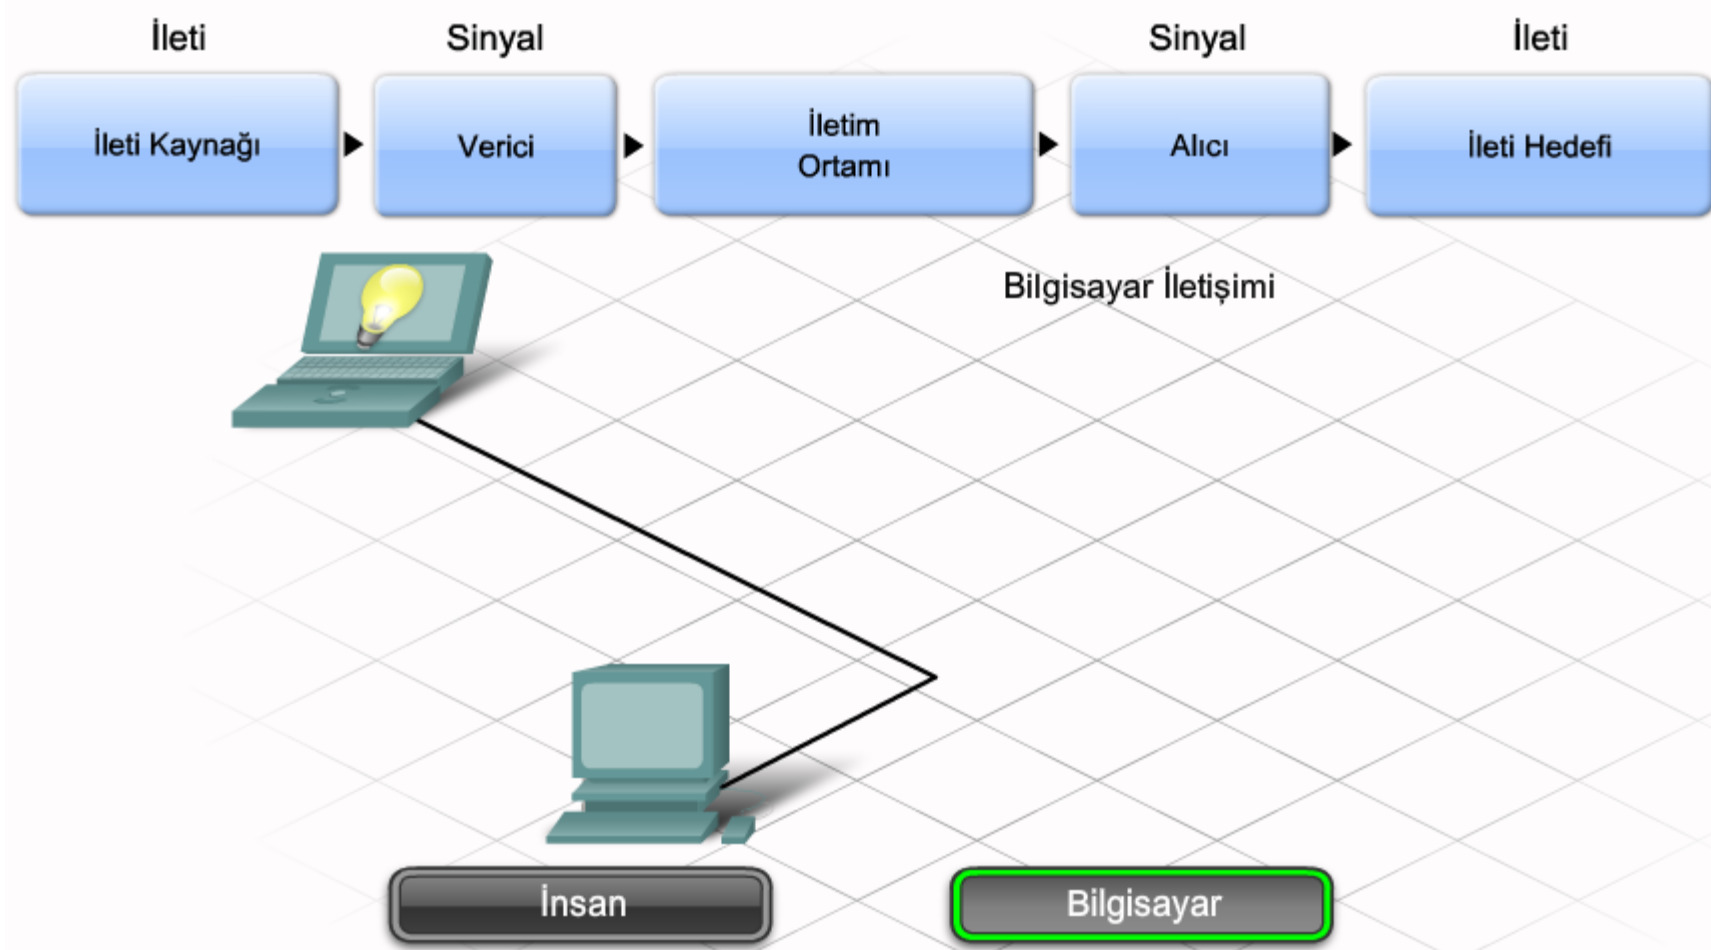 İleti
Sinyal
Sinyal
İleti
İleti Kaynağı
Verici
İletim
Ortamı
Alıcı
İleti Hedefi
Bilgisayar İletişimi
İnsan
Bilgisayar